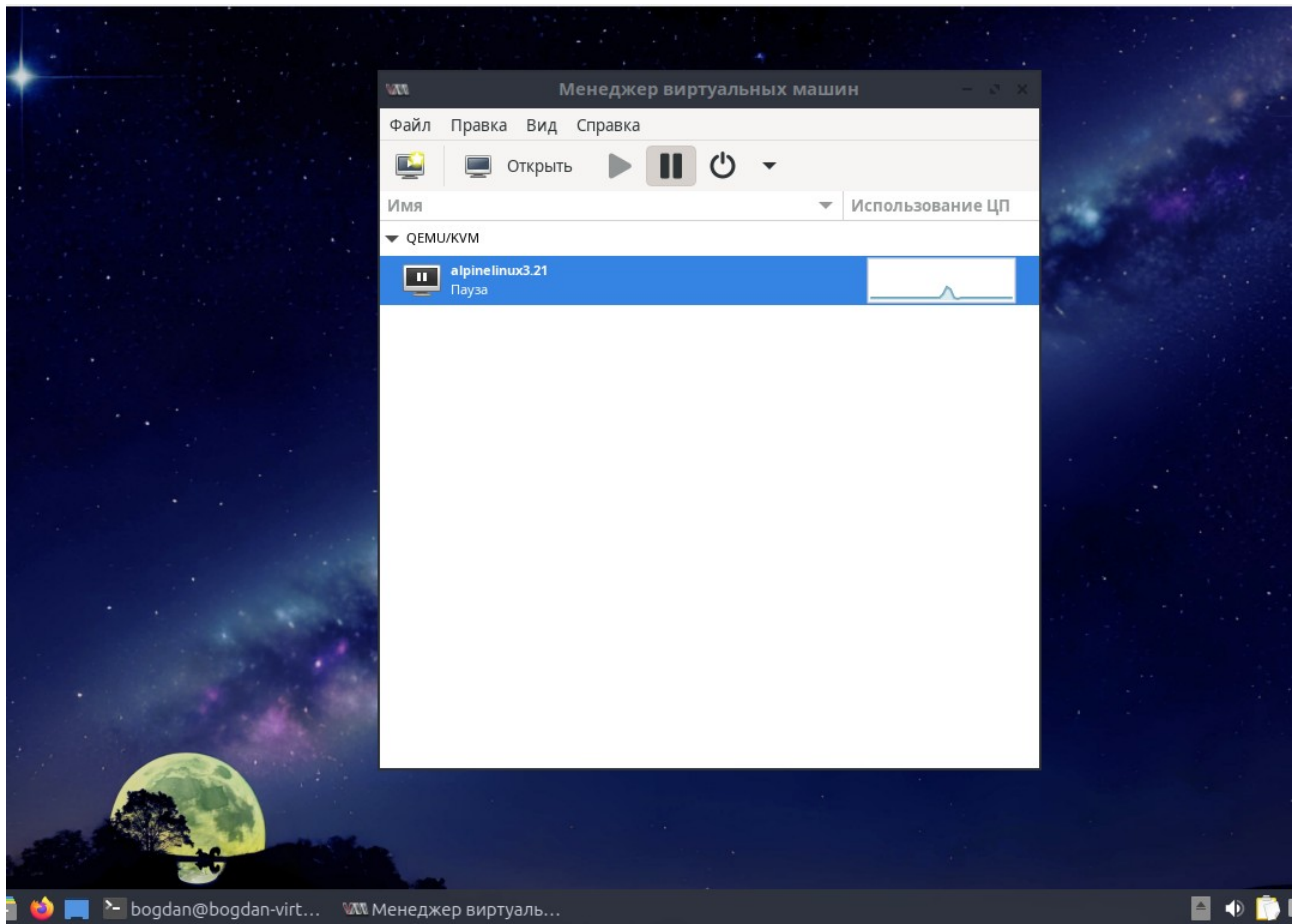 Менеджер виртуальных машин
Файл Правка Вид Справка
Открыть
Имя Использование ЦП
QEMU/KVM
alpinelinux3.21
Пауза
bogdan@bogdan-virt... Менеджер виртуаль...